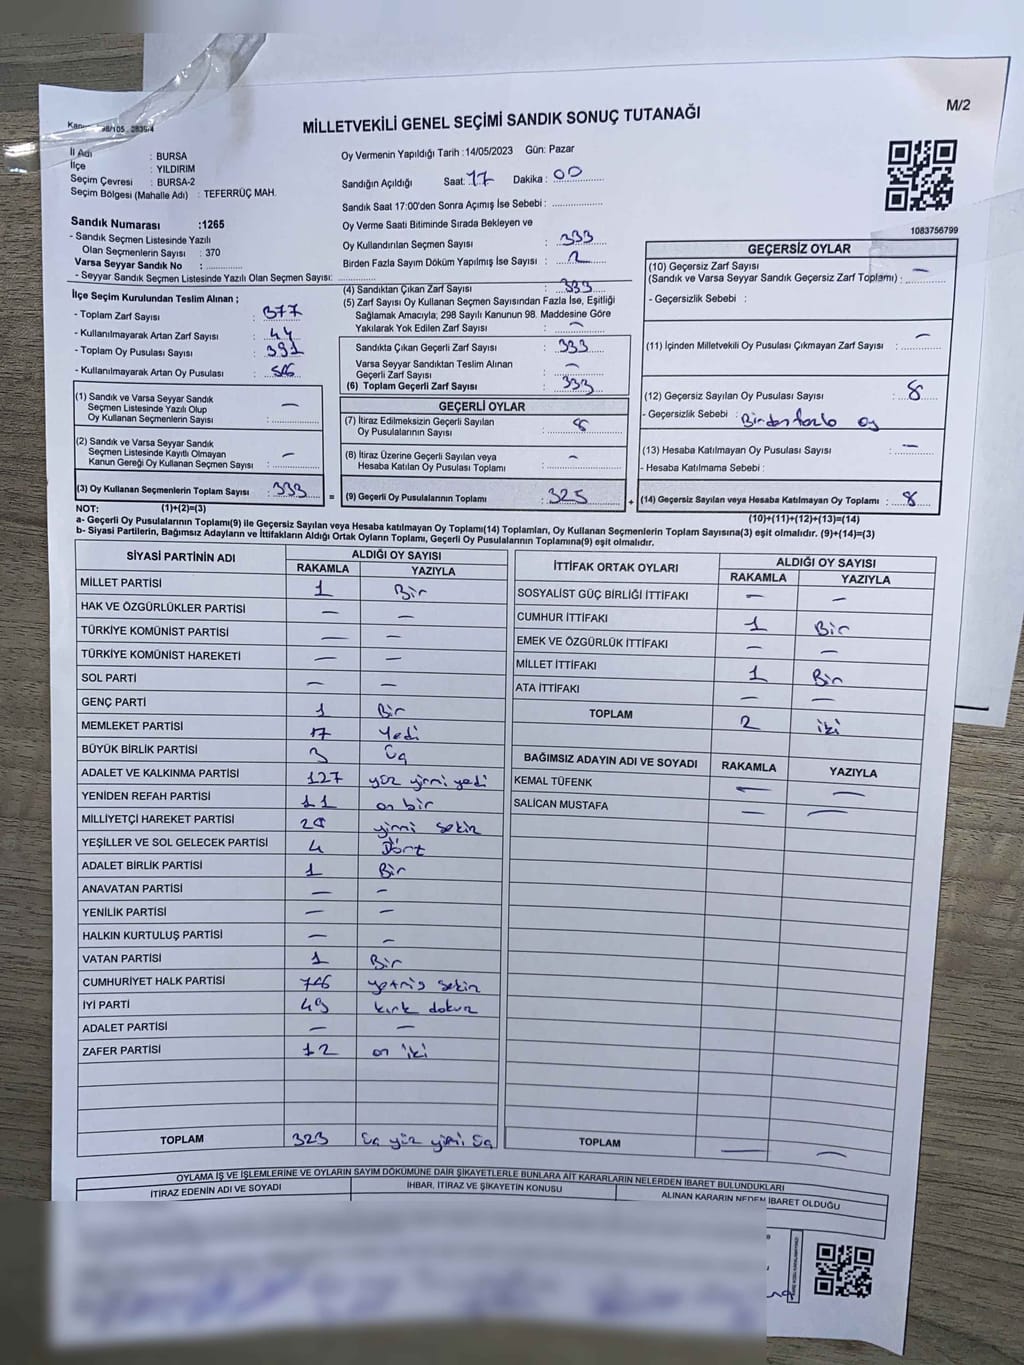 M/2
MİLLETVEKİLİ GENEL SEÇİMİ SANDIK SONUÇ TUTANAĞI
İl Adı : BURSA
İlçe : YILDIRIM
Seçim Çevresi : BURSA-2
Seçim Bölgesi (Mahalle Adı) : TEFERRÜÇ MAH.
Sandık Numarası :1265
- Sandık Seçmen Listesinde Yazılı
Olan Seçmenlerin Sayısı : 370
Varsa Seyyar Sandık No :
- Seyyar Sandık Seçmen Listesinde Yazılı Olan Seçmen Sayısı:
İlçe Seçim Kurulundan Teslim Alınan ;
- Toplam Zarf Sayısı : 377
- Kullanılmayarak Artan Zarf Sayısı : 44
- Toplam Oy Pusulası Sayısı : 391
- Kullanılmayarak Artan Oy Pusulası :
(1) Sandık ve Varsa Seyyar Sandık
Seçmen Listesinde Yazılı Olup
Oy Kullanan Seçmenlerin Sayısı : —
(2) Sandık ve Varsa Seyyar Sandık
Seçmen Listesinde Kayıtlı Olmayan
Kanun Gereği Oy Kullanan Seçmen Sayısı : —
(3) Oy Kullanan Seçmenlerin Toplam Sayısı : 333
(1)+(2)=(3)
Oy Vermenin Yapıldığı Tarih :14/05/2023 Gün: Pazar
Sandığın Açıldığı Saat: 17 Dakika : 00
Sandık Saat 17:00'den Sonra Açımış İse Sebebi :
Oy Verme Saati Bitiminde Sırada Bekleyen ve
Oy Kullandırılan Seçmen Sayısı : 333
Birden Fazla Sayım Döküm Yapılmış İse Sayısı : 2
(4) Sandıktan Çıkan Zarf Sayısı : 333
(5) Zarf Sayısı Oy Kullanan Seçmen Sayısından Fazla İse, Eşitliği
Sağlamak Amacıyla; 298 Sayılı Kanunun 98. Maddesine Göre
Yakılarak Yok Edilen Zarf Sayısı : —
Sandıkta Çıkan Geçerli Zarf Sayısı : 333
Varsa Seyyar Sandıktan Teslim Alınan
Geçerli Zarf Sayısı : —
(6) Toplam Geçerli Zarf Sayısı : 333
GEÇERLİ OYLAR
(7) İtiraz Edilmeksizin Geçerli Sayılan
Oy Pusulalarının Sayısı : 8
(8) İtiraz Üzerine Geçerli Sayılan veya
Hesaba Katılan Oy Pusulası Toplamı : —
= (9) Geçerli Oy Pusulalarının Toplamı : 325
1083756799
GEÇERSİZ OYLAR
(10) Geçersiz Zarf Sayısı
(Sandık ve Varsa Seyyar Sandık Geçersiz Zarf Toplamı) : —
- Geçersizlik Sebebi :
(11) İçinden Milletvekili Oy Pusulası Çıkmayan Zarf Sayısı : —
(12) Geçersiz Sayılan Oy Pusulası Sayısı : 8
- Geçersizlik Sebebi : Birden fazla oy
(13) Hesaba Katılmayan Oy Pusulası Sayısı : —
- Hesaba Katılmama Sebebi :
+ (14) Geçersiz Sayılan veya Hesaba Katılmayan Oy Toplamı : 8
(10)+(11)+(12)+(13)=(14)
NOT:
a- Geçerli Oy Pusulalarının Toplamı(9) ile Geçersiz Sayılan veya Hesaba katılmayan Oy Toplamı(14) Toplamları, Oy Kullanan Seçmenlerin Toplam Sayısına(3) eşit olmalıdır. (9)+(14)=(3)
b- Siyasi Partilerin, Bağımsız Adayların ve İttifakların Aldığı Ortak Oyların Toplamı, Geçerli Oy Pusulalarının Toplamına(9) eşit olmalıdır.
SİYASİ PARTİNİN ADI
ALDIĞI OY SAYISI
RAKAMLA YAZIYLA
MİLLET PARTİSİ 1 Bir
HAK VE ÖZGÜRLÜKLER PARTİSİ — —
TÜRKİYE KOMÜNİST PARTİSİ — —
TÜRKİYE KOMÜNİST HAREKETİ — —
SOL PARTİ — —
GENÇ PARTİ 1 Bir
MEMLEKET PARTİSİ Yedi
BÜYÜK BİRLİK PARTİSİ 3 Üç
ADALET VE KALKINMA PARTİSİ 127 yüz yirmi yedi
YENİDEN REFAH PARTİSİ 11 on bir
MİLLİYETÇİ HAREKET PARTİSİ 28 yirmi sekiz
YEŞİLLER VE SOL GELECEK PARTİSİ 4 Dört
ADALET BİRLİK PARTİSİ 1 Bir
ANAVATAN PARTİSİ — —
YENİLİK PARTİSİ — —
HALKIN KURTULUŞ PARTİSİ — —
VATAN PARTİSİ 1 Bir
CUMHURİYET HALK PARTİSİ yetmiş sekiz
İYİ PARTİ 49 kırk dokuz
ADALET PARTİSİ — —
ZAFER PARTİSİ 12 on iki
TOPLAM 323 Üç yüz yirmi Üç
İTTİFAK ORTAK OYLARI
ALDIĞI OY SAYISI
RAKAMLA YAZIYLA
SOSYALİST GÜÇ BİRLİĞİ İTTİFAKI — —
CUMHUR İTTİFAKI 1 Bir
EMEK VE ÖZGÜRLÜK İTTİFAKI — —
MİLLET İTTİFAKI 1 Bir
ATA İTTİFAKI — —
TOPLAM 2 iki
BAĞIMSIZ ADAYIN ADI VE SOYADI RAKAMLA YAZIYLA
KEMAL TÜFENK — —
SALİCAN MUSTAFA — —
TOPLAM — —
OYLAMA İŞ VE İŞLEMLERİNE VE OYLARIN SAYIM DÖKÜMÜNE DAİR ŞİKAYETLERLE BUNLARA AİT KARARLARIN NELERDEN İBARET BULUNDUKLARI
İTİRAZ EDENİN ADI VE SOYADI İHBAR, İTİRAZ VE ŞİKAYETİN KONUSU ALINAN KARARIN NEDEN İBARET OLDUĞU